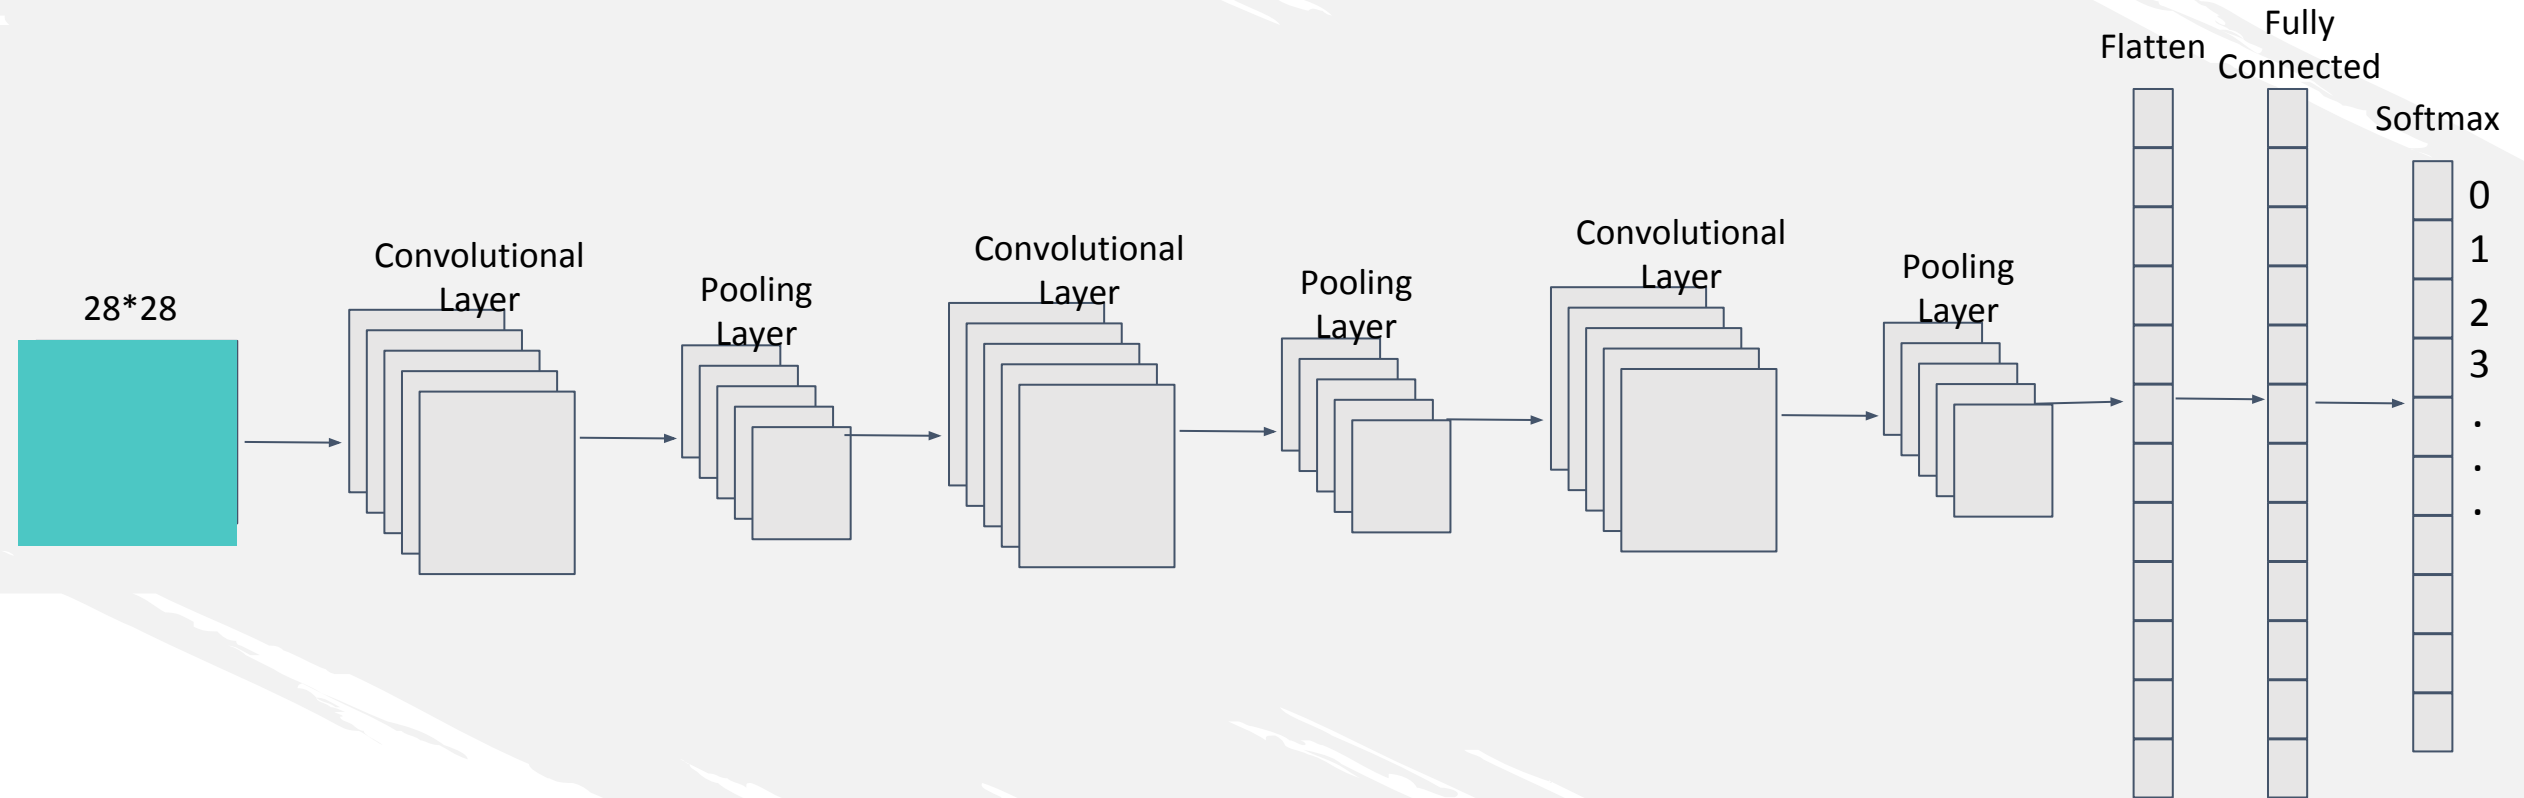 28*28
Convolutional
Layer
Pooling
Layer
Convolutional
Layer
Pooling
Layer
Convolutional
Layer
Pooling
Layer
Flatten
Fully
Connected
Softmax
0
1
2
3
.
.
.